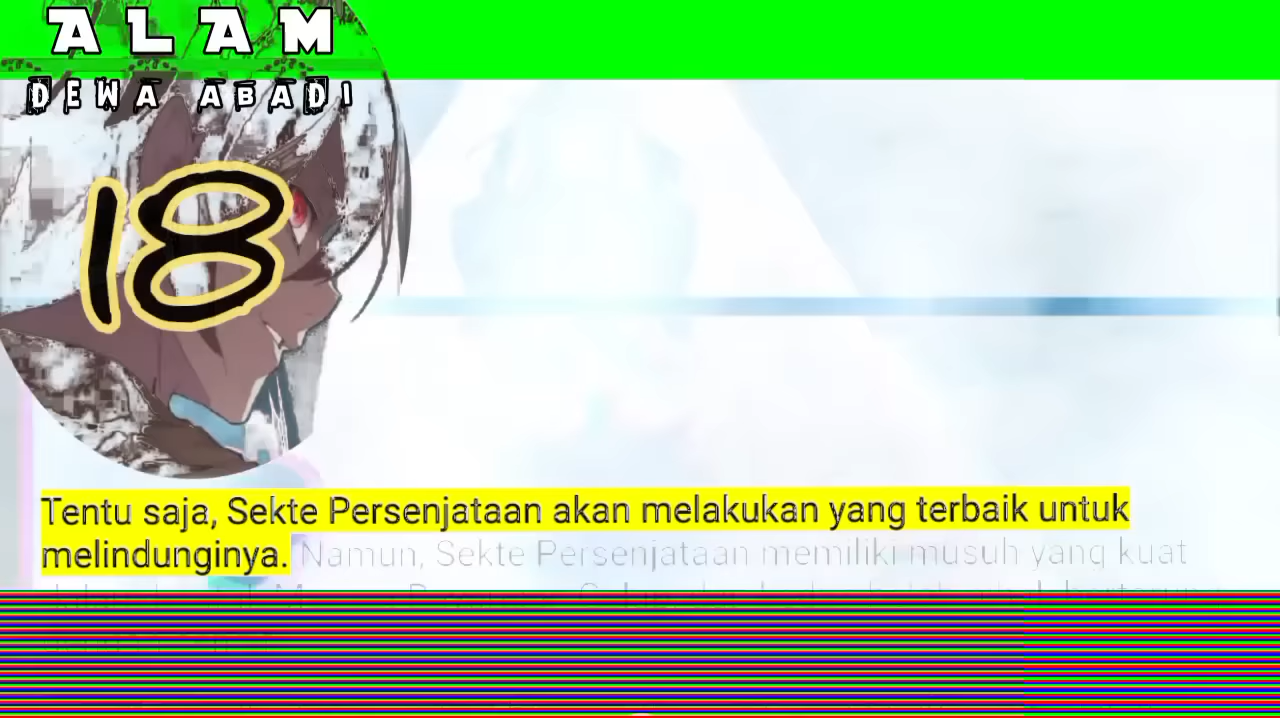 ALAM
DEWA ABADI
18
Tentu saja, Sekte Persenjataan akan melakukan yang terbaik untuk
melindunginya. Namun, Sekte Persenjataan memiliki musuh yang kuat